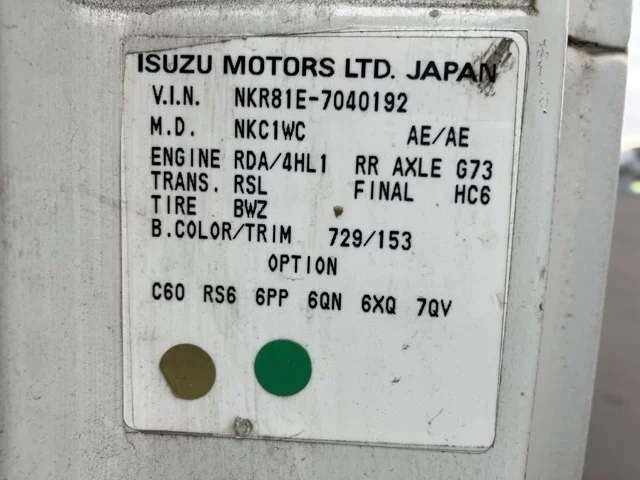 ISUZU MOTORS LTD. JAPAN
V.I.N. NKR81E-7040192
M.D. NKC1WC AE/AE
ENGINE RDA/4HL1 RR AXLE G73
TRANS. RSL FINAL HC6
TIRE BWZ
B.COLOR/TRIM 729/153
OPTION
C60 RS6 6PP 6QN 6XQ 7QV